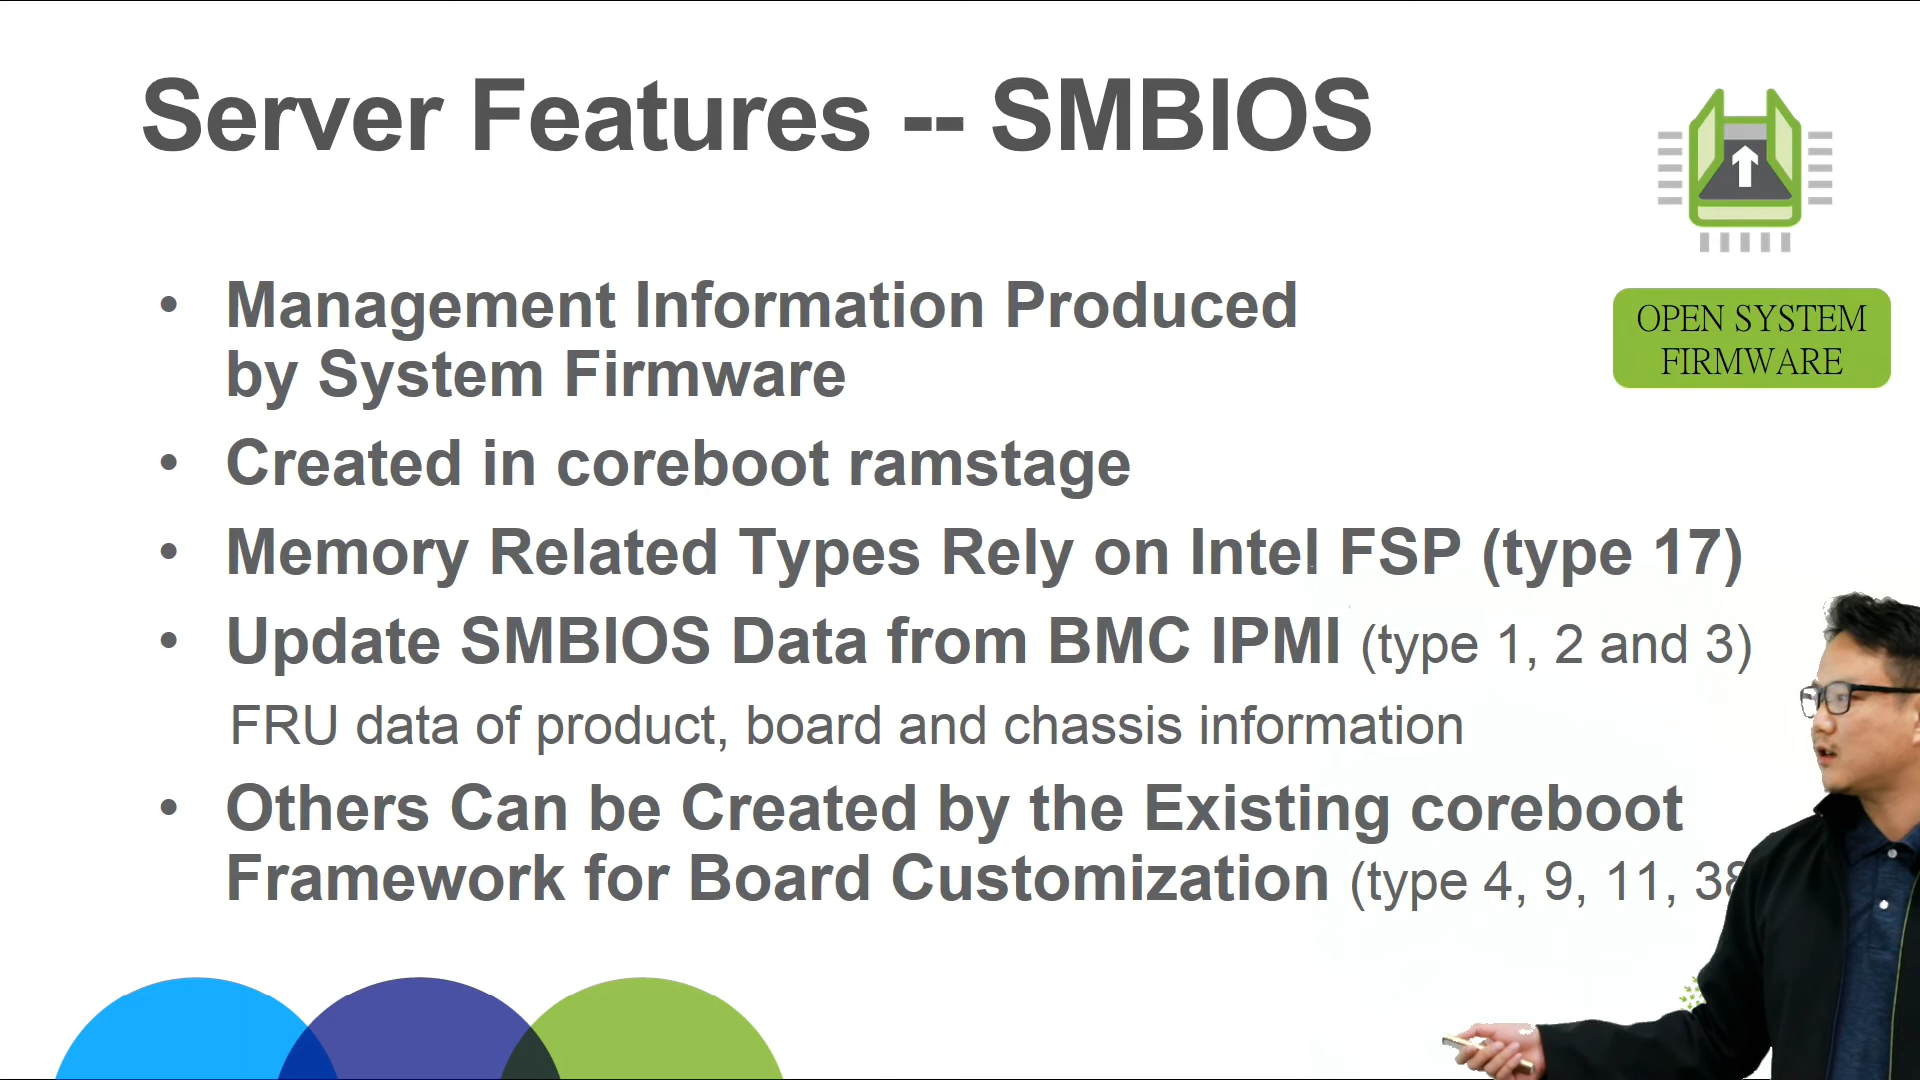 Server Features -- SMBIOS
OPEN SYSTEM
FIRMWARE
• Management Information Produced
by System Firmware
• Created in coreboot ramstage
• Memory Related Types Rely on Intel FSP (type 17)
• Update SMBIOS Data from BMC IPMI (type 1, 2 and 3)
FRU data of product, board and chassis information
• Others Can be Created by the Existing coreboot
Framework for Board Customization (type 4, 9, 11, 38